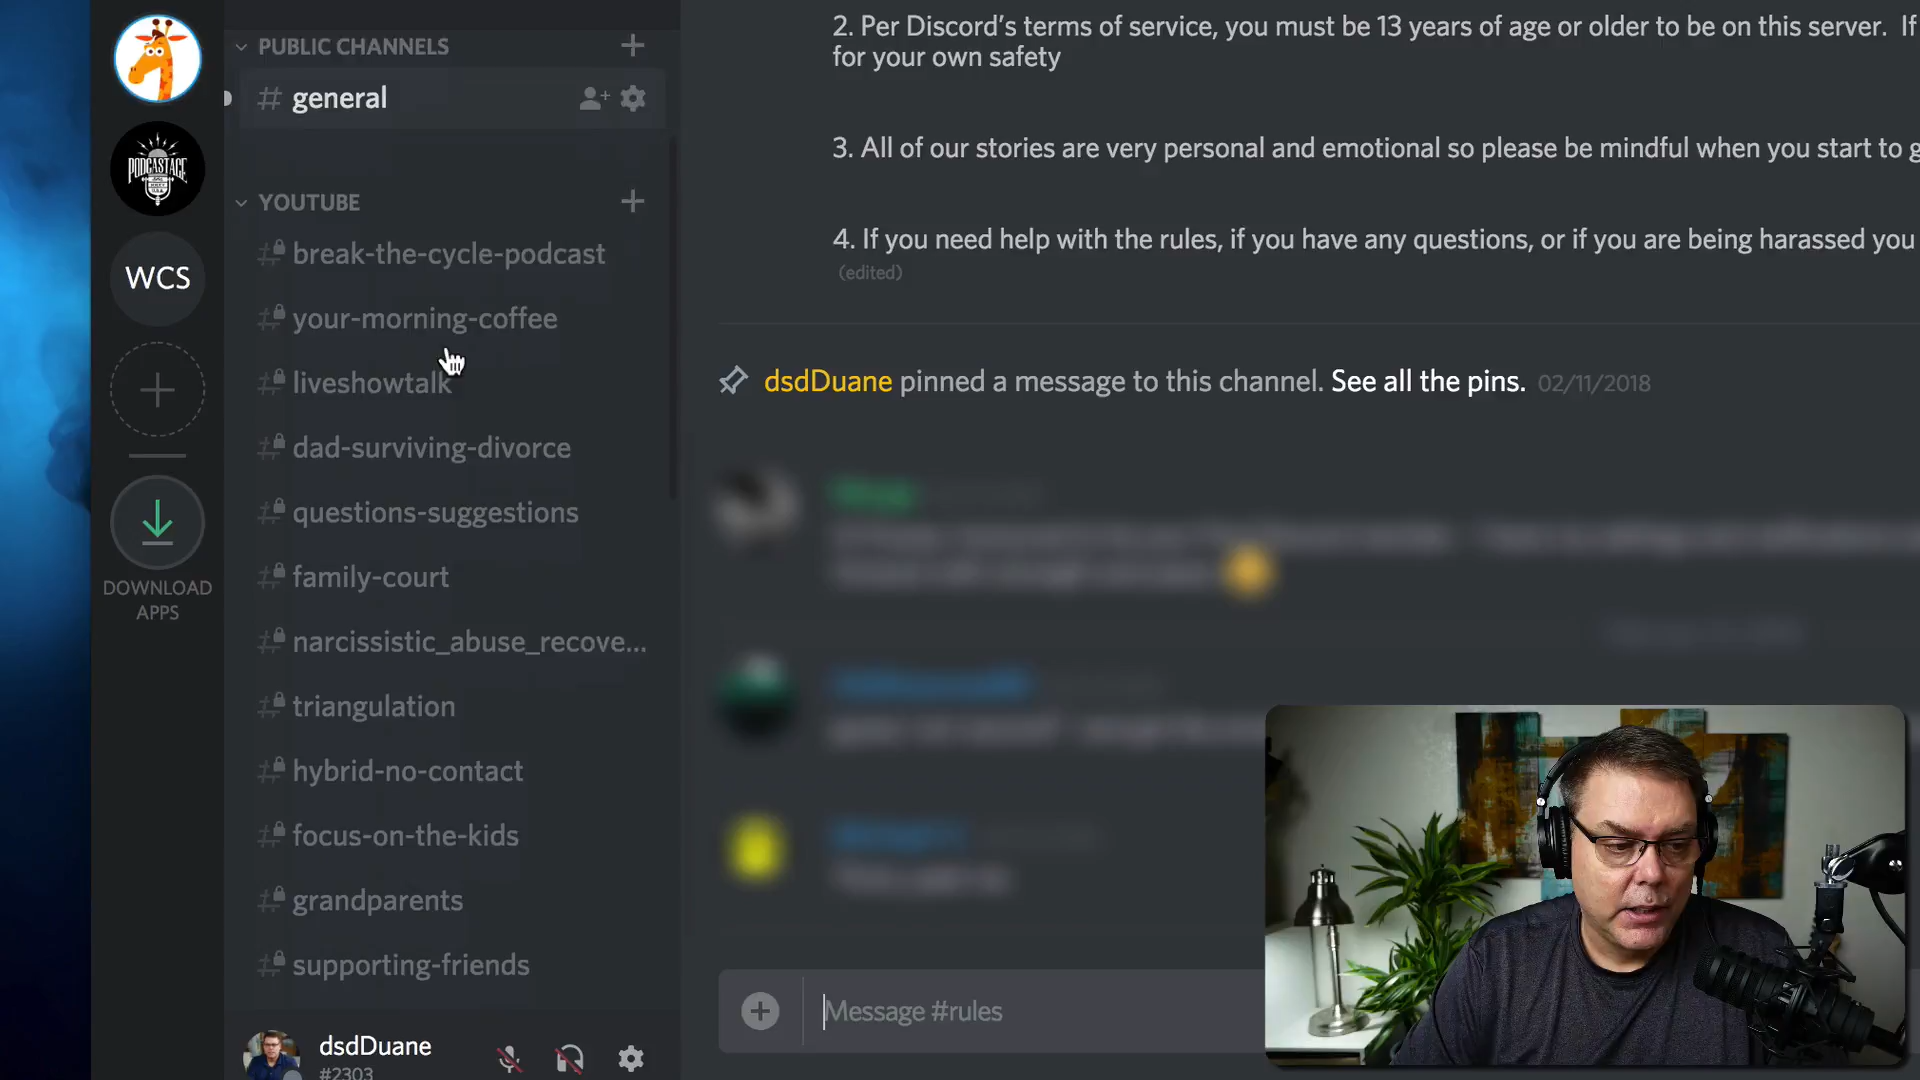 PUBLIC CHANNELS
general
YOUTUBE
break-the-cycle-podcast
your-morning-coffee
liveshowtalk
dad-surviving-divorce
questions-suggestions
family-court
narcissistic_abuse_recove...
triangulation
hybrid-no-contact
focus-on-the-kids
grandparents
supporting-friends
dsdDuane
#2303
PODCASTAGE
WCS
DOWNLOAD
APPS
2. Per Discord's terms of service, you must be 13 years of age or older to be on this server. If
for your own safety
3. All of our stories are very personal and emotional so please be mindful when you start to g
4. If you need help with the rules, if you have any questions, or if you are being harassed you
(edited)
dsdDuane pinned a message to this channel. See all the pins. 02/11/2018
Message #rules